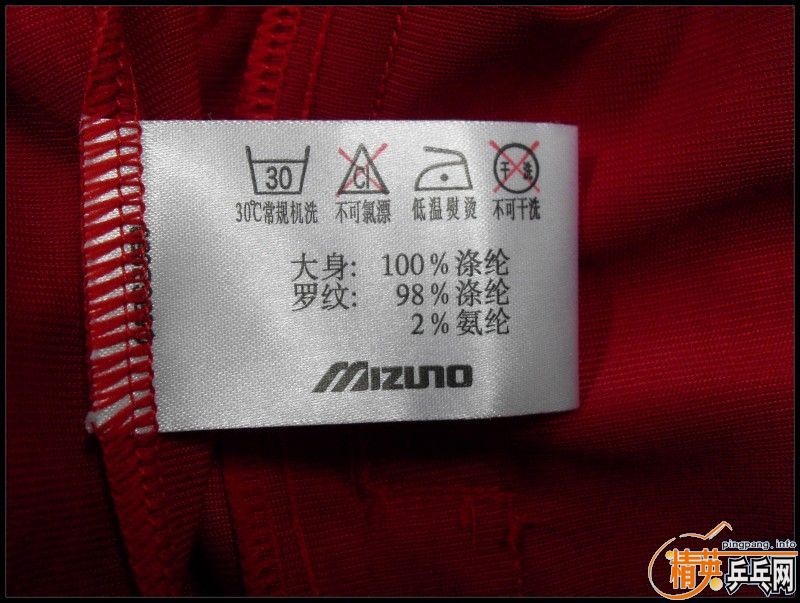 30 Cl 干洗
30℃常规机洗 不可氯漂 低温熨烫 不可干洗
大身: 100%涤纶
罗纹: 98%涤纶
2%氨纶
MIZUNO
pingpang.info
精英乒乓网